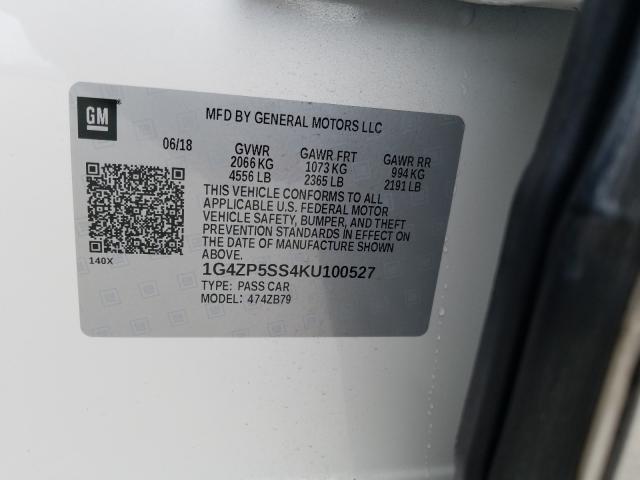 GM
MFD BY GENERAL MOTORS LLC
06/18 GVWR GAWR FRT GAWR RR
2066 KG 1073 KG 994 KG
4556 LB 2365 LB 2191 LB
THIS VEHICLE CONFORMS TO ALL
APPLICABLE U.S. FEDERAL MOTOR
VEHICLE SAFETY, BUMPER, AND THEFT
PREVENTION STANDARDS IN EFFECT ON
THE DATE OF MANUFACTURE SHOWN
ABOVE.
140X
1G4ZP5SS4KU100527
TYPE: PASS CAR
MODEL: 474ZB79